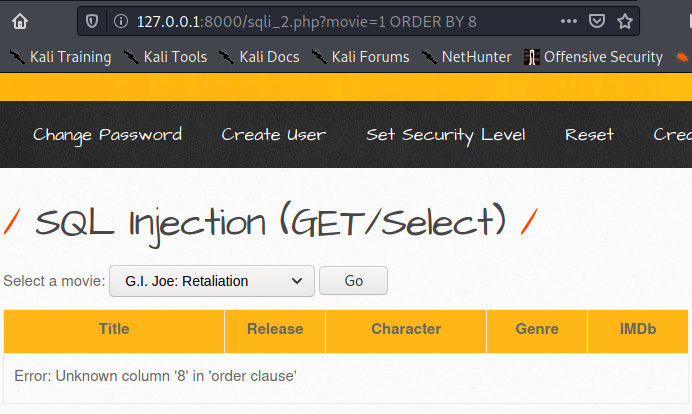 127.0.0.1:8000/sqli_2.php?movie=1 ORDER BY 8
Kali Training Kali Tools Kali Docs Kali Forums NetHunter Offensive Security
Change Password Create User Set Security Level Reset Crea
/ SQL Injection (GET/Select) /
Select a movie: G.I. Joe: Retaliation Go
Title Release Character Genre IMDb
Error: Unknown column '8' in 'order clause'